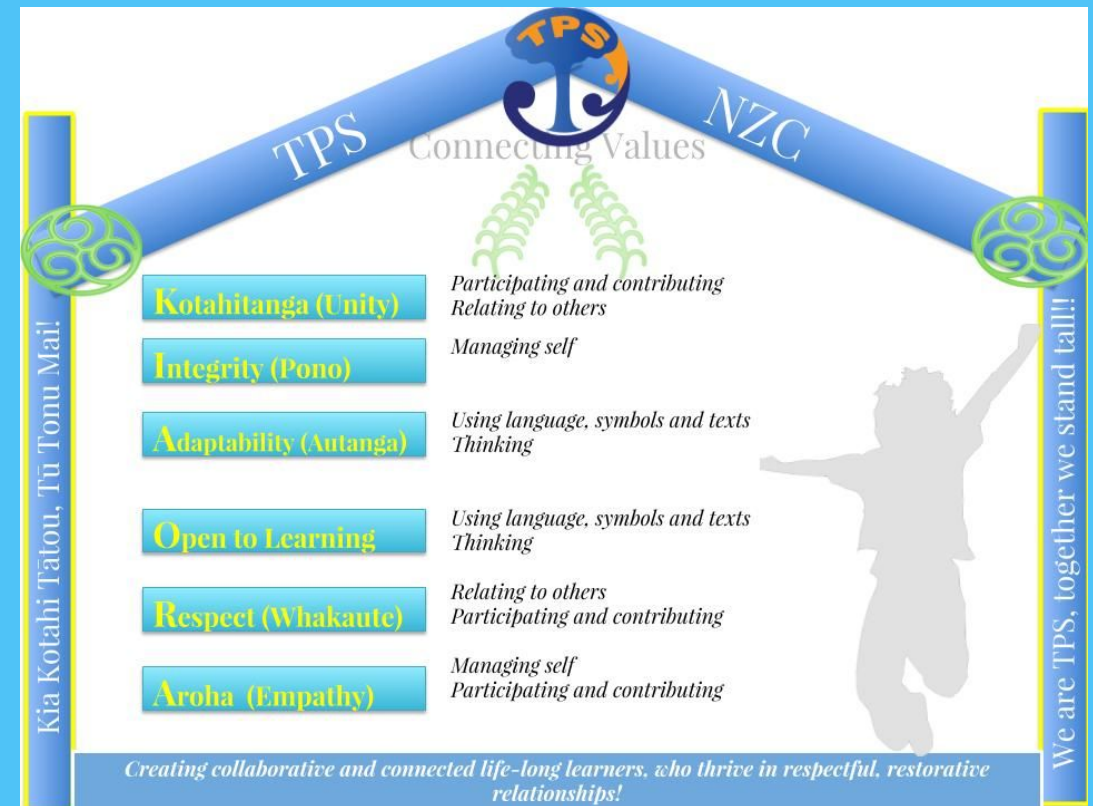 TPS
TPS
NZC
Connecting Values
Kia Kotahi Tātou, Tū Tonu Mai!
Kotahitanga (Unity)
Participating and contributing
Relating to others
Integrity (Pono)
Managing self
Adaptability (Autanga)
Using language, symbols and texts
Thinking
Open to Learning
Using language, symbols and texts
Thinking
Respect (Whakaute)
Relating to others
Participating and contributing
Aroha (Empathy)
Managing self
Participating and contributing
We are TPS, together we stand tall!!
Creating collaborative and connected life-long learners, who thrive in respectful, restorative
relationships!